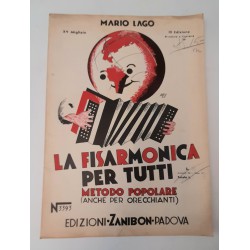 MARIO LAGO
LA FISARMONICA
PER TUTTI
METODO POPOLARE
(ANCHE PER ORECCHIANTI)
EDIZIONI·ZANIBON·PADOVA